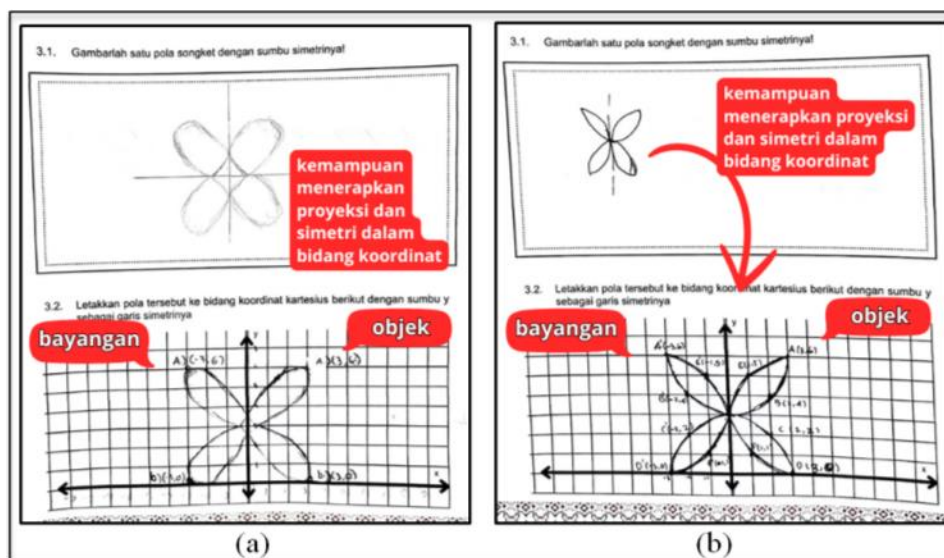 3.1. Gambarlah satu pola songket dengan sumbu simetrinya!
kemampuan
menerapkan
proyeksi dan
simetri dalam
bidang koordinat
3.2. Letakkan pola tersebut ke bidang koordinat kartesius berikut dengan sumbu y
sebagai garis simetrinya
bayangan
objek
y
A)(-3,6)
A)(3,6)
b)(-3,0)
b)(3,0)
x
(a)
3.1. Gambarlah satu pola songket dengan sumbu simetrinya!
kemampuan
menerapkan proyeksi
dan simetri dalam
bidang koordinat
3.2. Letakkan pola tersebut ke bidang koordinat kartesius berikut dengan sumbu y
sebagai garis simetrinya
bayangan
objek
y
A'(-3,6)
A(3,6)
C(2,2)
x
(b)